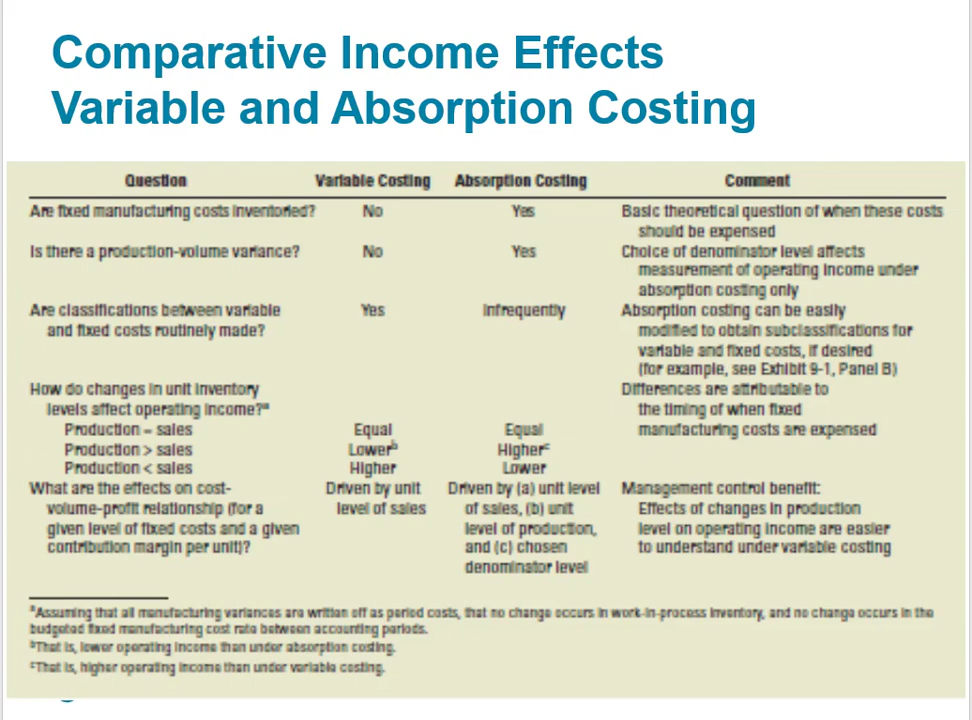 Comparative Income Effects
Variable and Absorption Costing
Question Variable Costing Absorption Costing Comment
Are fixed manufacturing costs inventoried? No Yes Basic theoretical question of when these costs
should be expensed
Is there a production-volume variance? No Yes Choice of denominator level affects
measurement of operating income under
absorption costing only
Are classifications between variable Yes Infrequently Absorption costing can be easily
and fixed costs routinely made? modified to obtain subclassifications for
variable and fixed costs, if desired
(for example, see Exhibit 9-1, Panel B)
How do changes in unit inventory Differences are attributable to
levels affect operating income?ᵃ the timing of when fixed
Production = sales Equal Equal manufacturing costs are expensed
Production > sales Lowerᵇ Higherᶜ
Production < sales Higher Lower
What are the effects on cost- Driven by unit Driven by (a) unit level Management control benefit:
volume-profit relationship (for a level of sales of sales, (b) unit Effects of changes in production
given level of fixed costs and a given level of production, level on operating income are easier
contribution margin per unit)? and (c) chosen to understand under variable costing
denominator level
ᵃAssuming that all manufacturing variances are written off as period costs, that no change occurs in work-in-process inventory, and no change occurs in the
budgeted fixed manufacturing cost rate between accounting periods.
ᵇThat is, lower operating income than under absorption costing.
ᶜThat is, higher operating income than under variable costing.